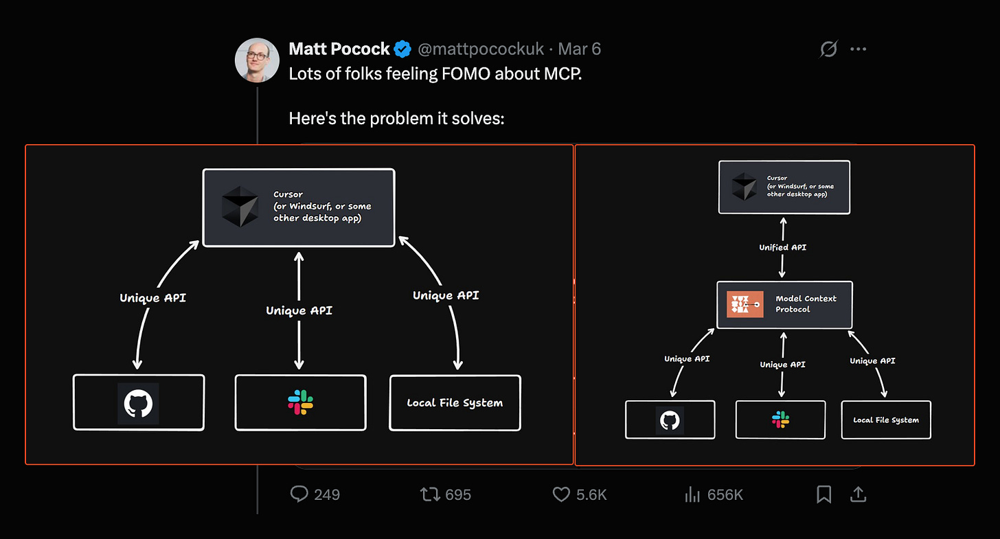 Matt Pocock @mattpocockuk · Mar 6
Lots of folks feeling FOMO about MCP.
Here's the problem it solves:
Cursor
(or Windsurf, or some
other desktop app)
Unique API
Unique API
Unique API
Local File System
Cursor
(or Windsurf, or some
other desktop app)
Unified API
Model Context
Protocol
Unique API
Unique API
Unique API
Local File System
249 695 5.6K 656K